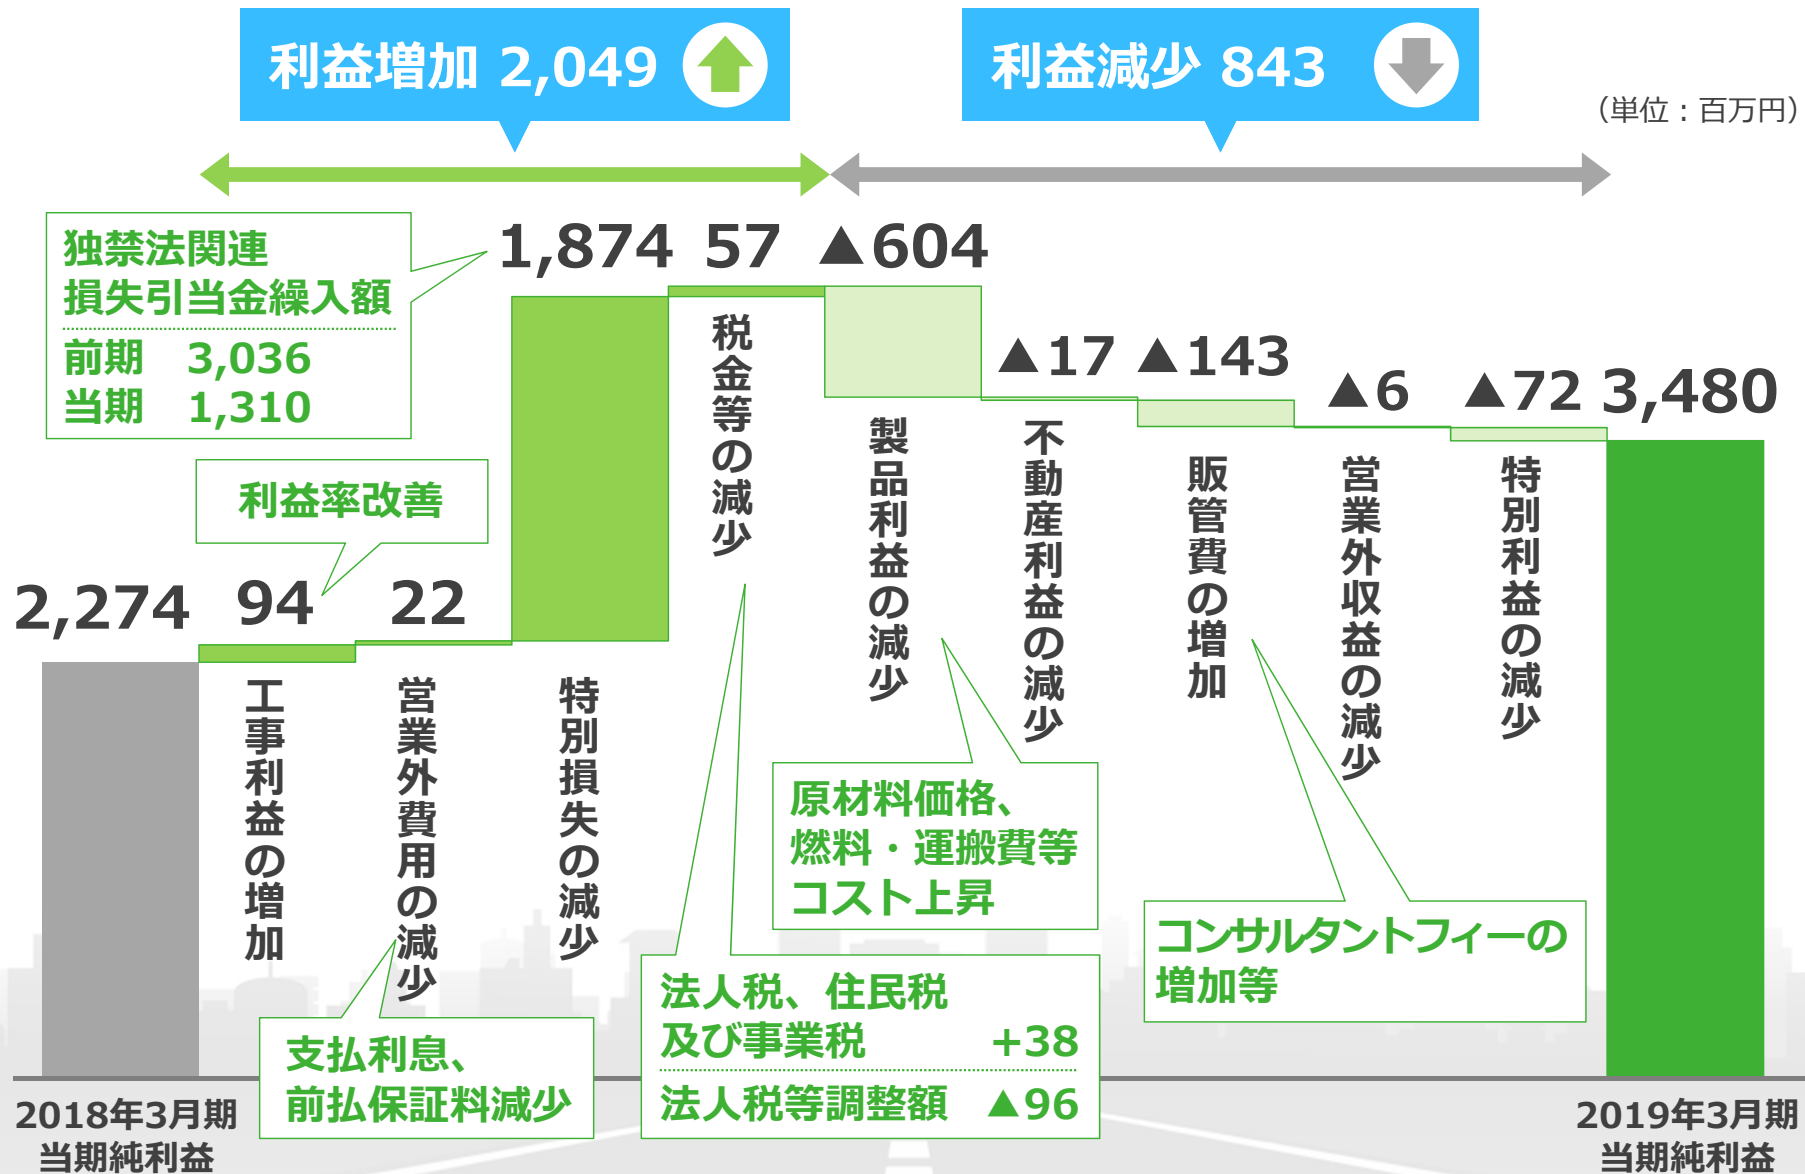 利益増加 2,049
利益減少 843
（単位：百万円）
独禁法関連
損失引当金繰入額
前期 3,036
当期 1,310
1,874
57
▲604
▲17
▲143
▲6
▲72
3,480
利益率改善
2,274
94
22
工事利益の増加
営業外費用の減少
特別損失の減少
税金等の減少
製品利益の減少
不動産利益の減少
販管費の増加
営業外収益の減少
特別利益の減少
原材料価格、
燃料・運搬費等
コスト上昇
コンサルタントフィーの
増加等
支払利息、
前払保証料減少
法人税、住民税
及び事業税 +38
法人税等調整額 ▲96
2018年3月期
当期純利益
2019年3月期
当期純利益